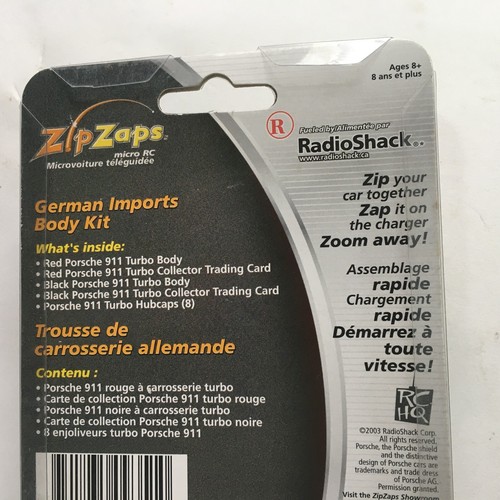 Ages 8+
8 ans et plus
ZipZaps
micro RC
Microvoiture téléguidée
German Imports
Body Kit
What's inside:
• Red Porsche 911 Turbo Body
• Red Porsche 911 Turbo Collector Trading Card
• Black Porsche 911 Turbo Body
• Black Porsche 911 Turbo Collector Trading Card
• Porsche 911 Turbo Hubcaps (8)
Trousse de
carrosserie allemande
Contenu :
• Porsche 911 rouge à carrosserie turbo
• Carte de collection Porsche 911 turbo rouge
• Porsche 911 noire à carrosserie turbo
• Carte de collection Porsche 911 turbo noire
• 8 enjoliveurs turbo Porsche 911
R
Fueled by/Alimentée par
RadioShack®.
www.radioshack.ca
Zip your
car together
Zap it on
the charger
Zoom away!
Assemblage
rapide
Chargement
rapide
Démarrez à
toute
vitesse!
RC
HQ
©2003 RadioShack Corp.
All rights reserved.
Porsche, the Porsche shield
and the distinctive
design of Porsche cars are
trademarks and trade dress
of Porsche AG.
Permission granted.
Visit the ZipZaps Showroom